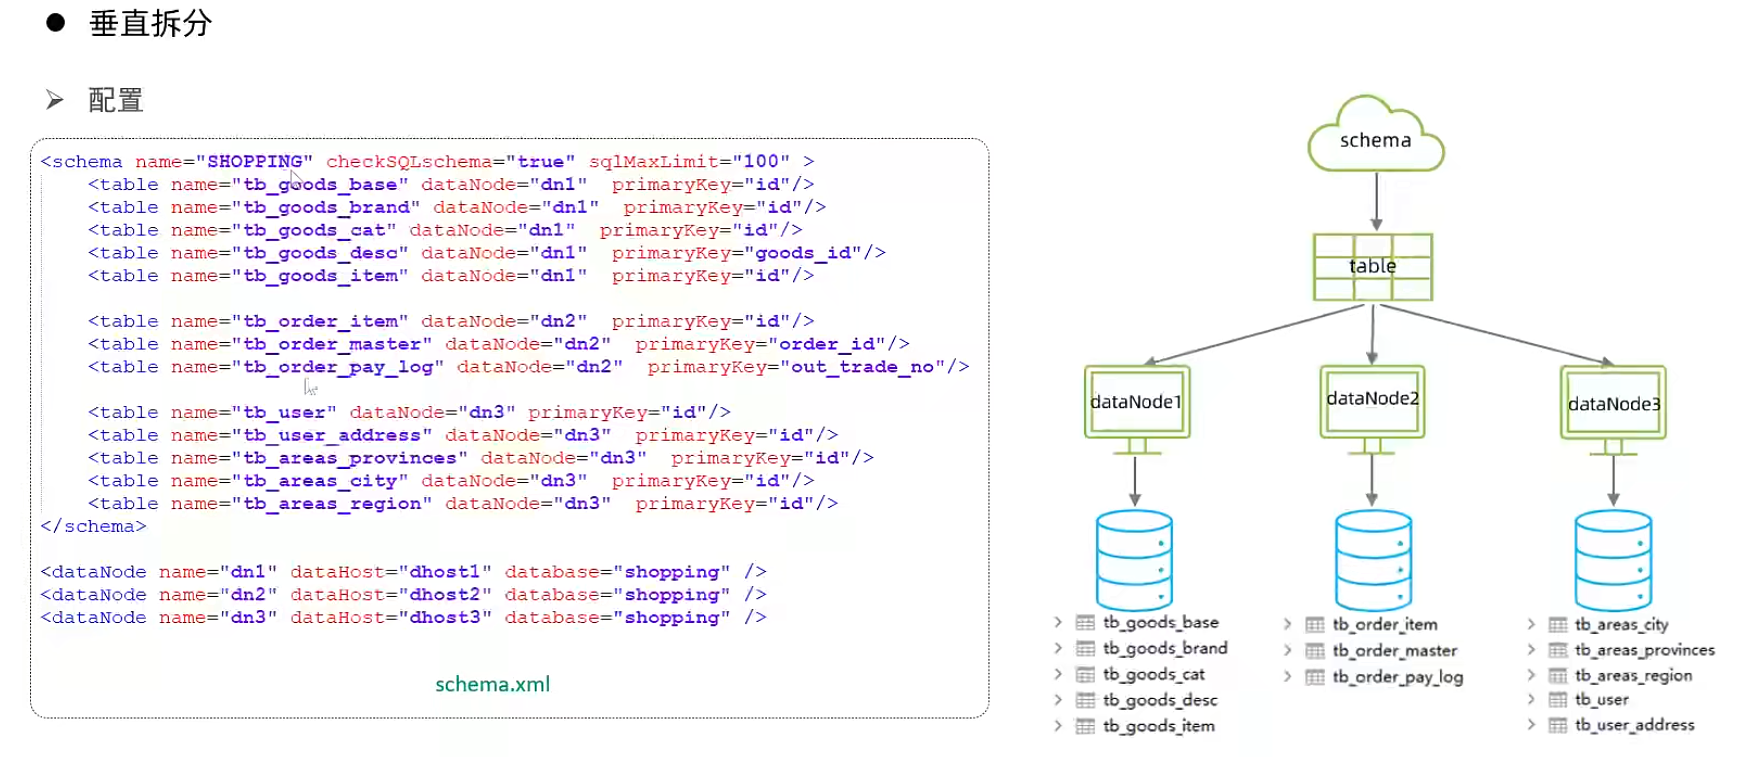 ● 垂直拆分
➢ 配置
<schema name="SHOPPING" checkSQLschema="true" sqlMaxLimit="100" >
<table name="tb_goods_base" dataNode="dn1" primaryKey="id"/>
<table name="tb_goods_brand" dataNode="dn1" primaryKey="id"/>
<table name="tb_goods_cat" dataNode="dn1" primaryKey="id"/>
<table name="tb_goods_desc" dataNode="dn1" primaryKey="goods_id"/>
<table name="tb_goods_item" dataNode="dn1" primaryKey="id"/>
<table name="tb_order_item" dataNode="dn2" primaryKey="id"/>
<table name="tb_order_master" dataNode="dn2" primaryKey="order_id"/>
<table name="tb_order_pay_log" dataNode="dn2" primaryKey="out_trade_no"/>
<table name="tb_user" dataNode="dn3" primaryKey="id"/>
<table name="tb_user_address" dataNode="dn3" primaryKey="id"/>
<table name="tb_areas_provinces" dataNode="dn3" primaryKey="id"/>
<table name="tb_areas_city" dataNode="dn3" primaryKey="id"/>
<table name="tb_areas_region" dataNode="dn3" primaryKey="id"/>
</schema>
<dataNode name="dn1" dataHost="dhost1" database="shopping" />
<dataNode name="dn2" dataHost="dhost2" database="shopping" />
<dataNode name="dn3" dataHost="dhost3" database="shopping" />
schema.xml
schema
table
dataNode1
dataNode2
dataNode3
tb_goods_base
tb_goods_brand
tb_goods_cat
tb_goods_desc
tb_goods_item
tb_order_item
tb_order_master
tb_order_pay_log
tb_areas_city
tb_areas_provinces
tb_areas_region
tb_user
tb_user_address